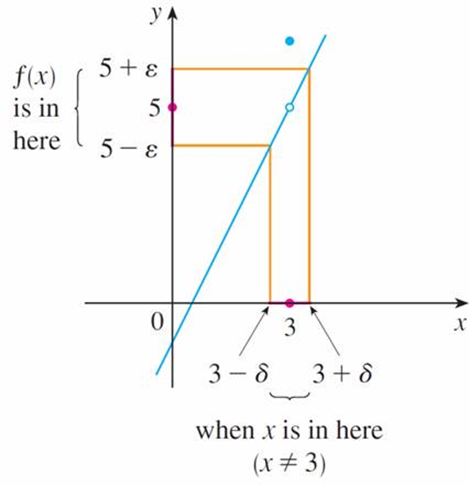 y
5 + ε
f(x)
is in
here
5
5 − ε
0
3
x
3 − δ
3 + δ
when x is in here
(x ≠ 3)